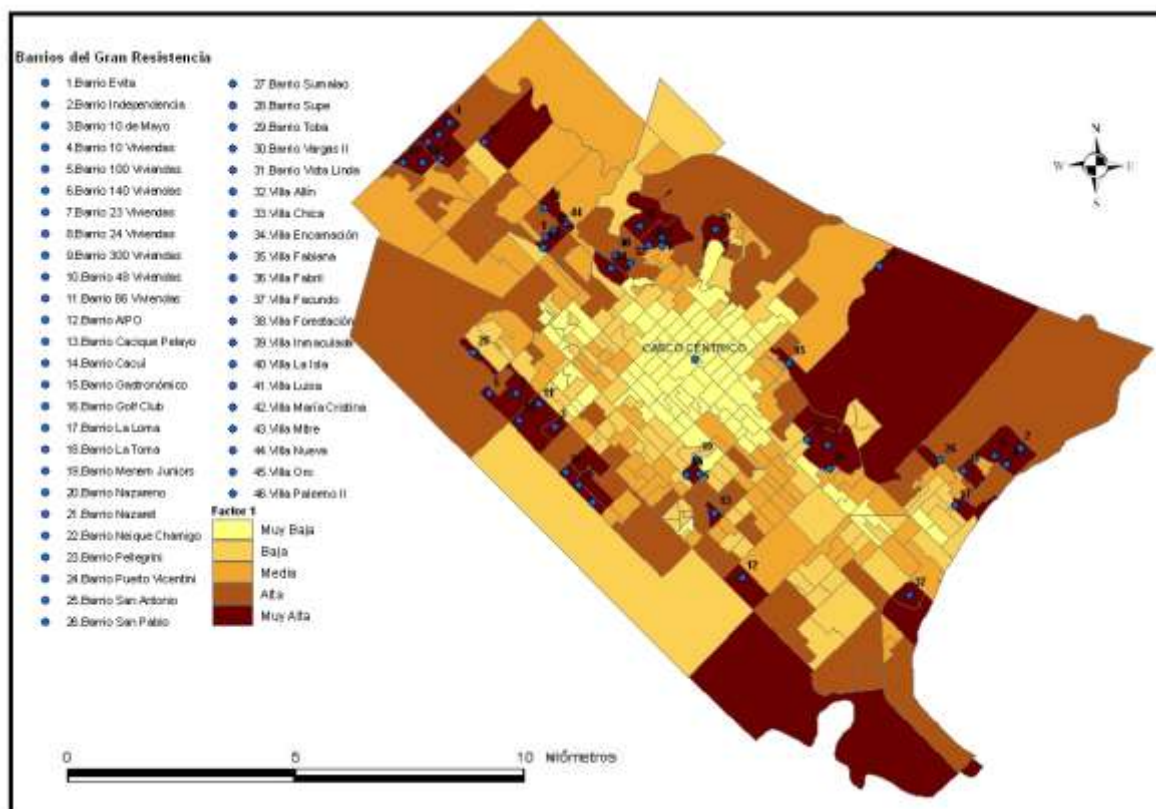 Barrios del Gran Resistencia
1.Barrio Evita
2.Barrio Independencia
3.Barrio 10 de Mayo
4.Barrio 10 Viviendas
5.Barrio 100 Viviendas
6.Barrio 140 Viviendas
7.Barrio 23 Viviendas
8.Barrio 24 Viviendas
9.Barrio 300 Viviendas
10.Barrio 48 Viviendas
11.Barrio 86 Viviendas
12.Barrio AIPO
13.Barrio Cacique Pelayo
14.Barrio Cacuí
15.Barrio Gastronómico
16.Barrio Golf Club
17.Barrio La Loma
18.Barrio La Toma
19.Barrio Menem Juniors
20.Barrio Nazareno
21.Barrio Nazaret
22.Barrio Neique Chamigo
23.Barrio Pellegrini
24.Barrio Puerto Vicentini
25.Barrio San Antonio
26.Barrio San Pablo
27.Barrio Sumalao
28.Barrio Supe
29.Barrio Toba
30.Barrio Vargas II
31.Barrio Vista Linda
32.Villa Allín
33.Villa Chica
34.Villa Encarnación
35.Villa Fabiana
36.Villa Fabril
37.Villa Facundo
38.Villa Forestación
39.Villa Inmaculada
40.Villa La Isla
41.Villa Luisa
42.Villa María Cristina
43.Villa Mitre
44.Villa Nueva
45.Villa Oro
46.Villa Palermo II
Factor 1
Muy Baja
Baja
Media
Alta
Muy Alta
N
W E
S
CASCO CENTRICO
44
12
0 5 10 Kilómetros